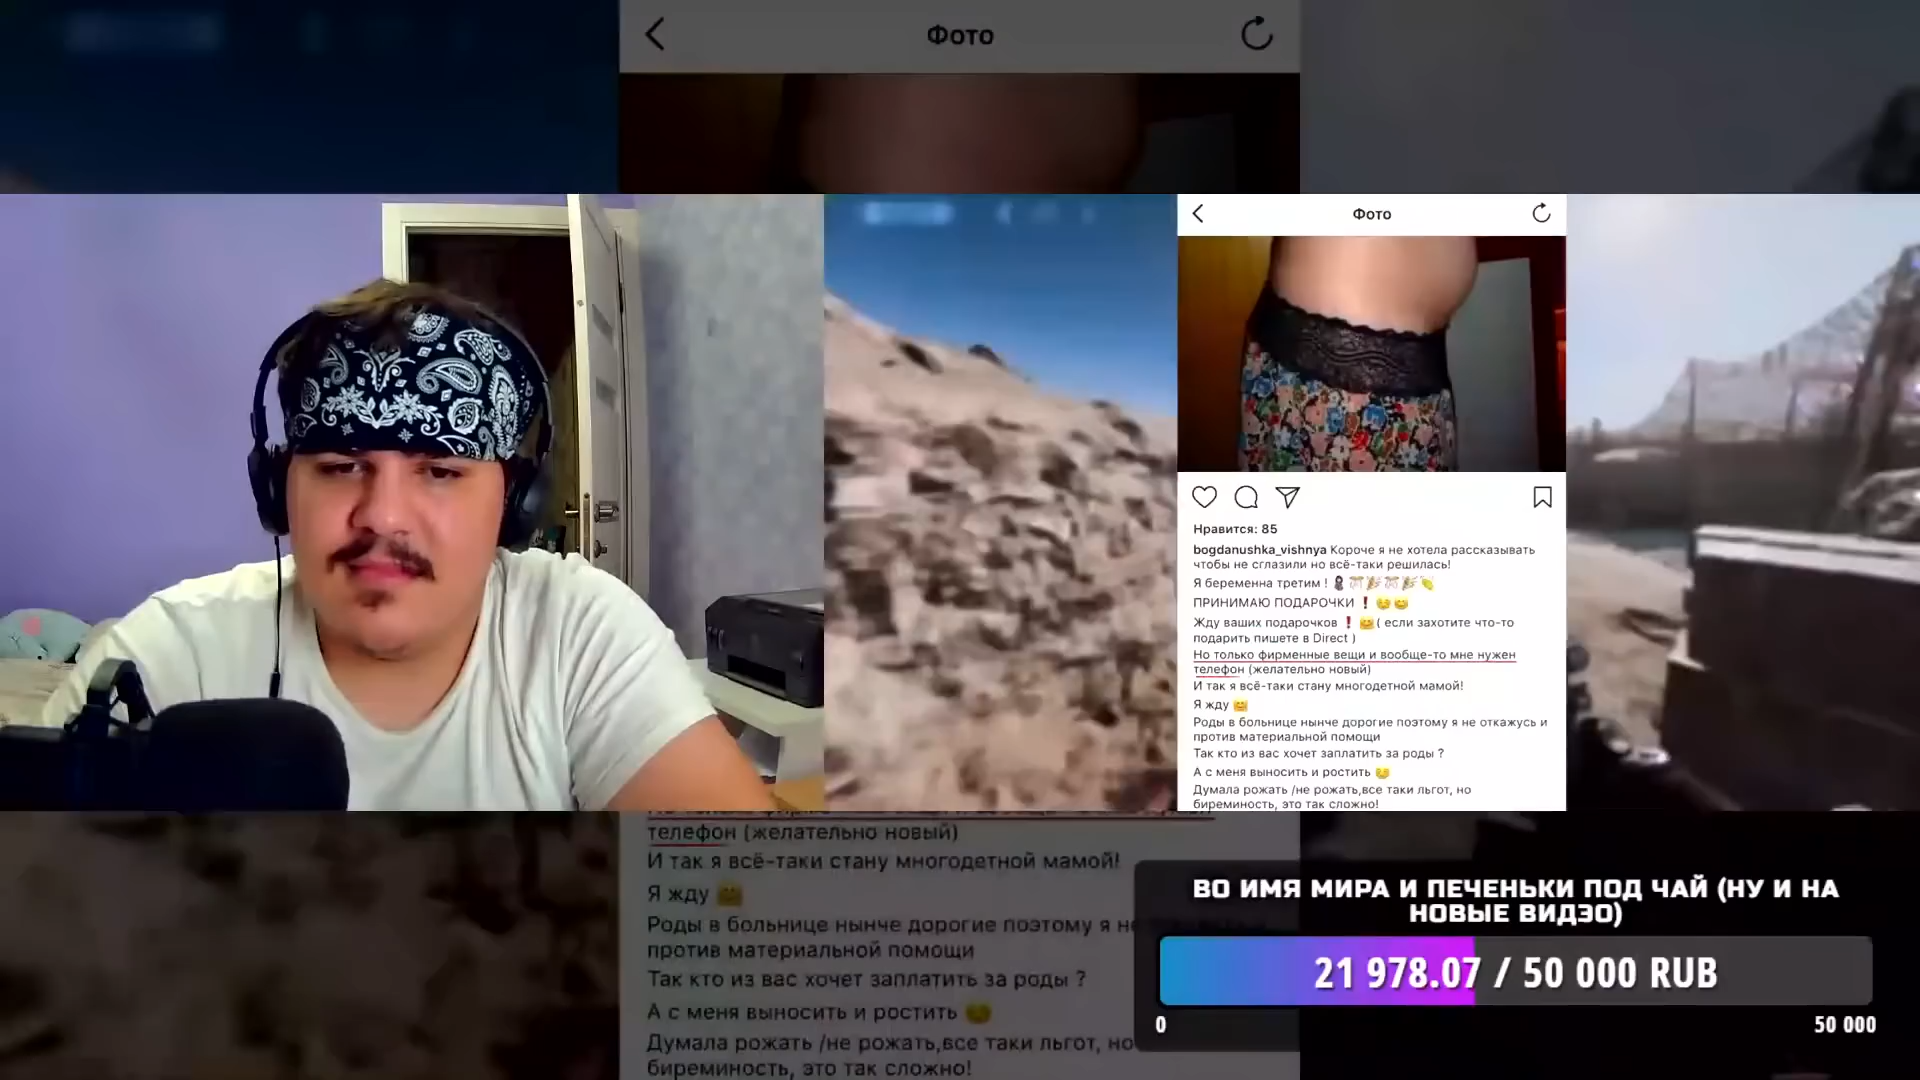 Фото
Фото
Нравится: 85
bogdanushka_vishnya Короче я не хотела рассказывать
чтобы не сглазили но всё-таки решилась!
Я беременна третим !
ПРИНИМАЮ ПОДАРОЧКИ ❗
Жду ваших подарочков ❗ ( если захотите что-то
подарить пишете в Direct )
Но только фирменные вещи и вообще-то мне нужен
телефон (желательно новый)
И так я всё-таки стану многодетной мамой!
Я жду
Роды в больнице нынче дорогие поэтому я не откажусь и
против материальной помощи
Так кто из вас хочет заплатить за роды ?
А с меня выносить и ростить
Думала рожать /не рожать,все таки льгот, но
биреминость, это так сложно!
телефон (желательно новый)
И так я всё-таки стану многодетной мамой!
Я жду
Роды в больнице нынче дорогие поэтому я
против материальной помощи
Так кто из вас хочет заплатить за роды ?
А с меня выносить и ростить
Думала рожать /не рожать,все таки льгот, но
биреминость, это так сложно!
ВО ИМЯ МИРА И ПЕЧЕНЬКИ ПОД ЧАЙ (НУ И НА
НОВЫЕ ВИДЭО)
21 978.07 / 50 000 RUB
0
50 000